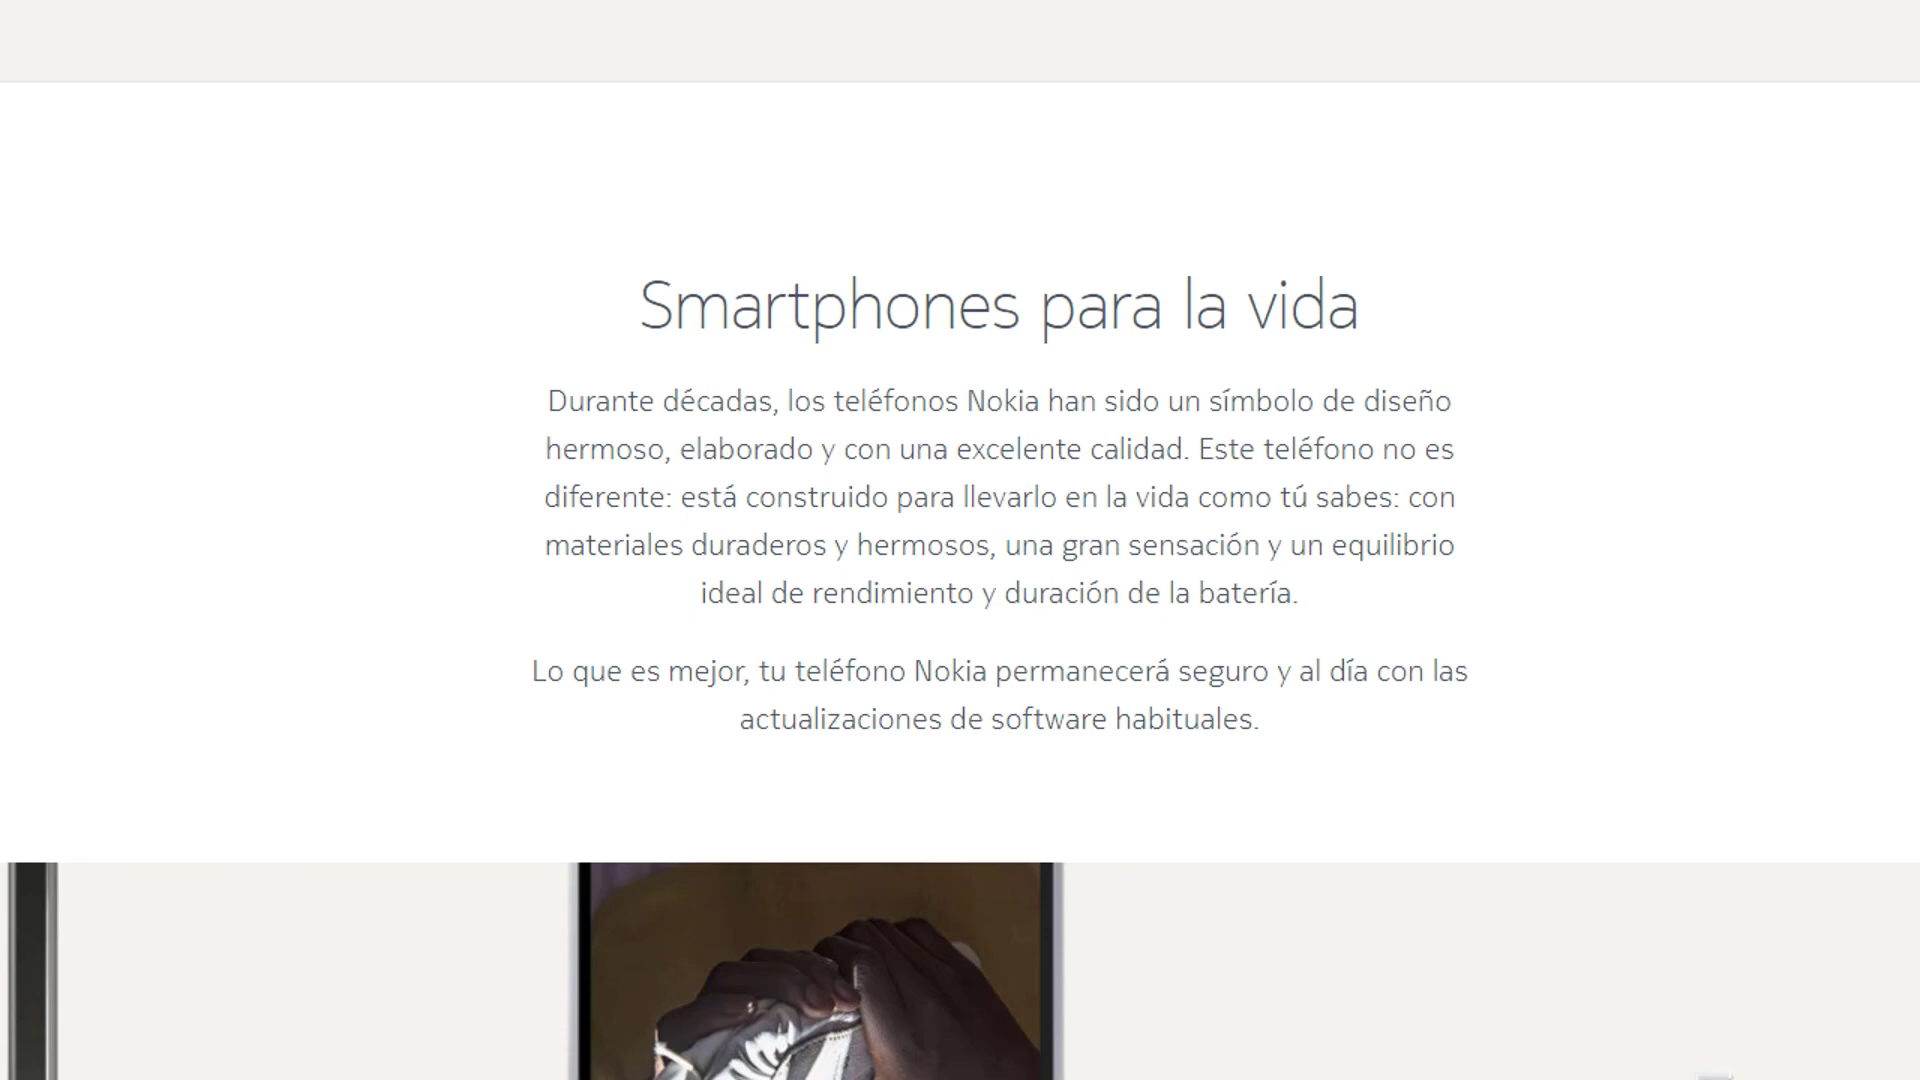 Smartphones para la vida
Durante décadas, los teléfonos Nokia han sido un símbolo de diseño
hermoso, elaborado y con una excelente calidad. Este teléfono no es
diferente: está construido para llevarlo en la vida como tú sabes: con
materiales duraderos y hermosos, una gran sensación y un equilibrio
ideal de rendimiento y duración de la batería.
Lo que es mejor, tu teléfono Nokia permanecerá seguro y al día con las
actualizaciones de software habituales.